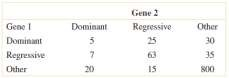 Gene 2
Gene 1 Dominant Regressive Other
Dominant 5 25 30
Regressive 7 63 35
Other 20 15 800